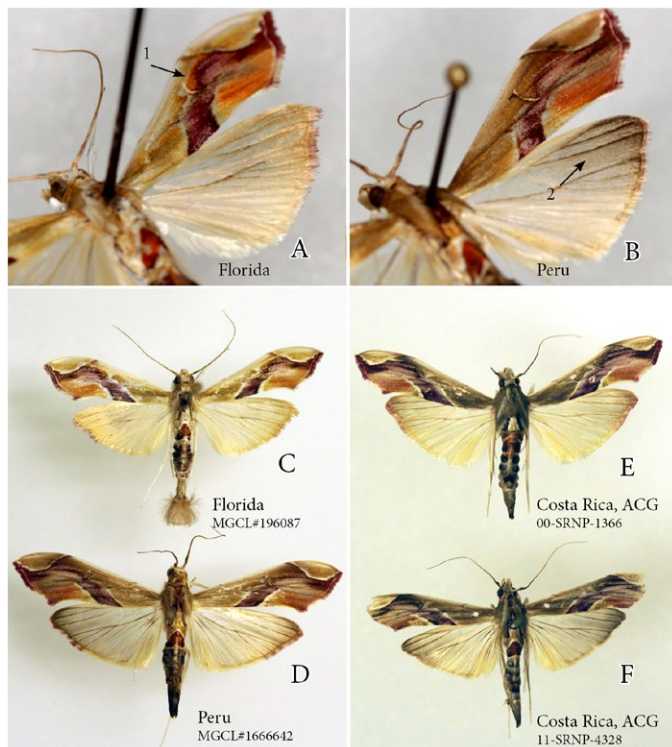 1
A
Florida
2
B
Peru
C
Florida
MGCL#196087
E
Costa Rica, ACG
00-SRNP-1366
D
Peru
MGCL#1666642
F
Costa Rica, ACG
11-SRNP-4328